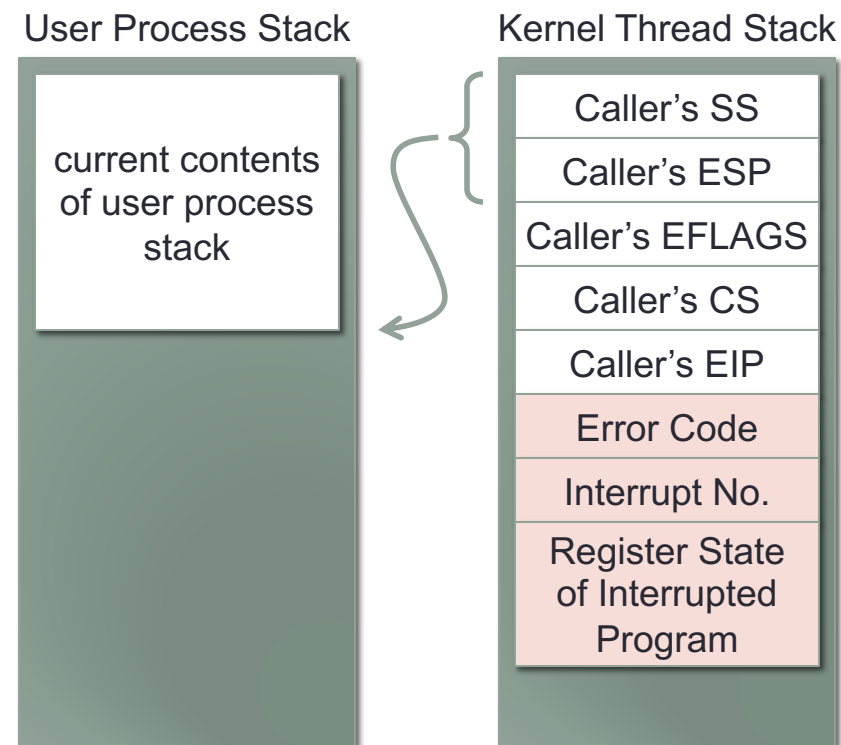 User Process Stack
current contents
of user process
stack
Kernel Thread Stack
Caller’s SS
Caller’s ESP
Caller’s EFLAGS
Caller’s CS
Caller’s EIP
Error Code
Interrupt No.
Register State
of Interrupted
Program